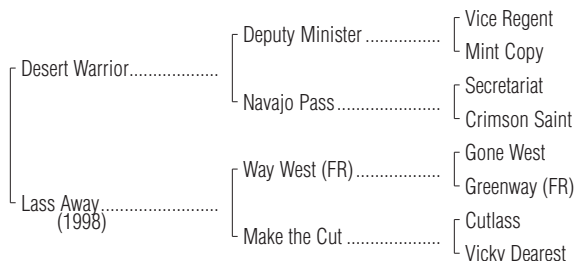 Vice Regent
Deputy Minister ................
Mint Copy
Desert Warrior...................
Secretariat
Navajo Pass ......................
Crimson Saint
Gone West
Way West (FR) ..................
Greenway (FR)
Lass Away.........................
(1998)
Cutlass
Make the Cut ....................
Vicky Dearest